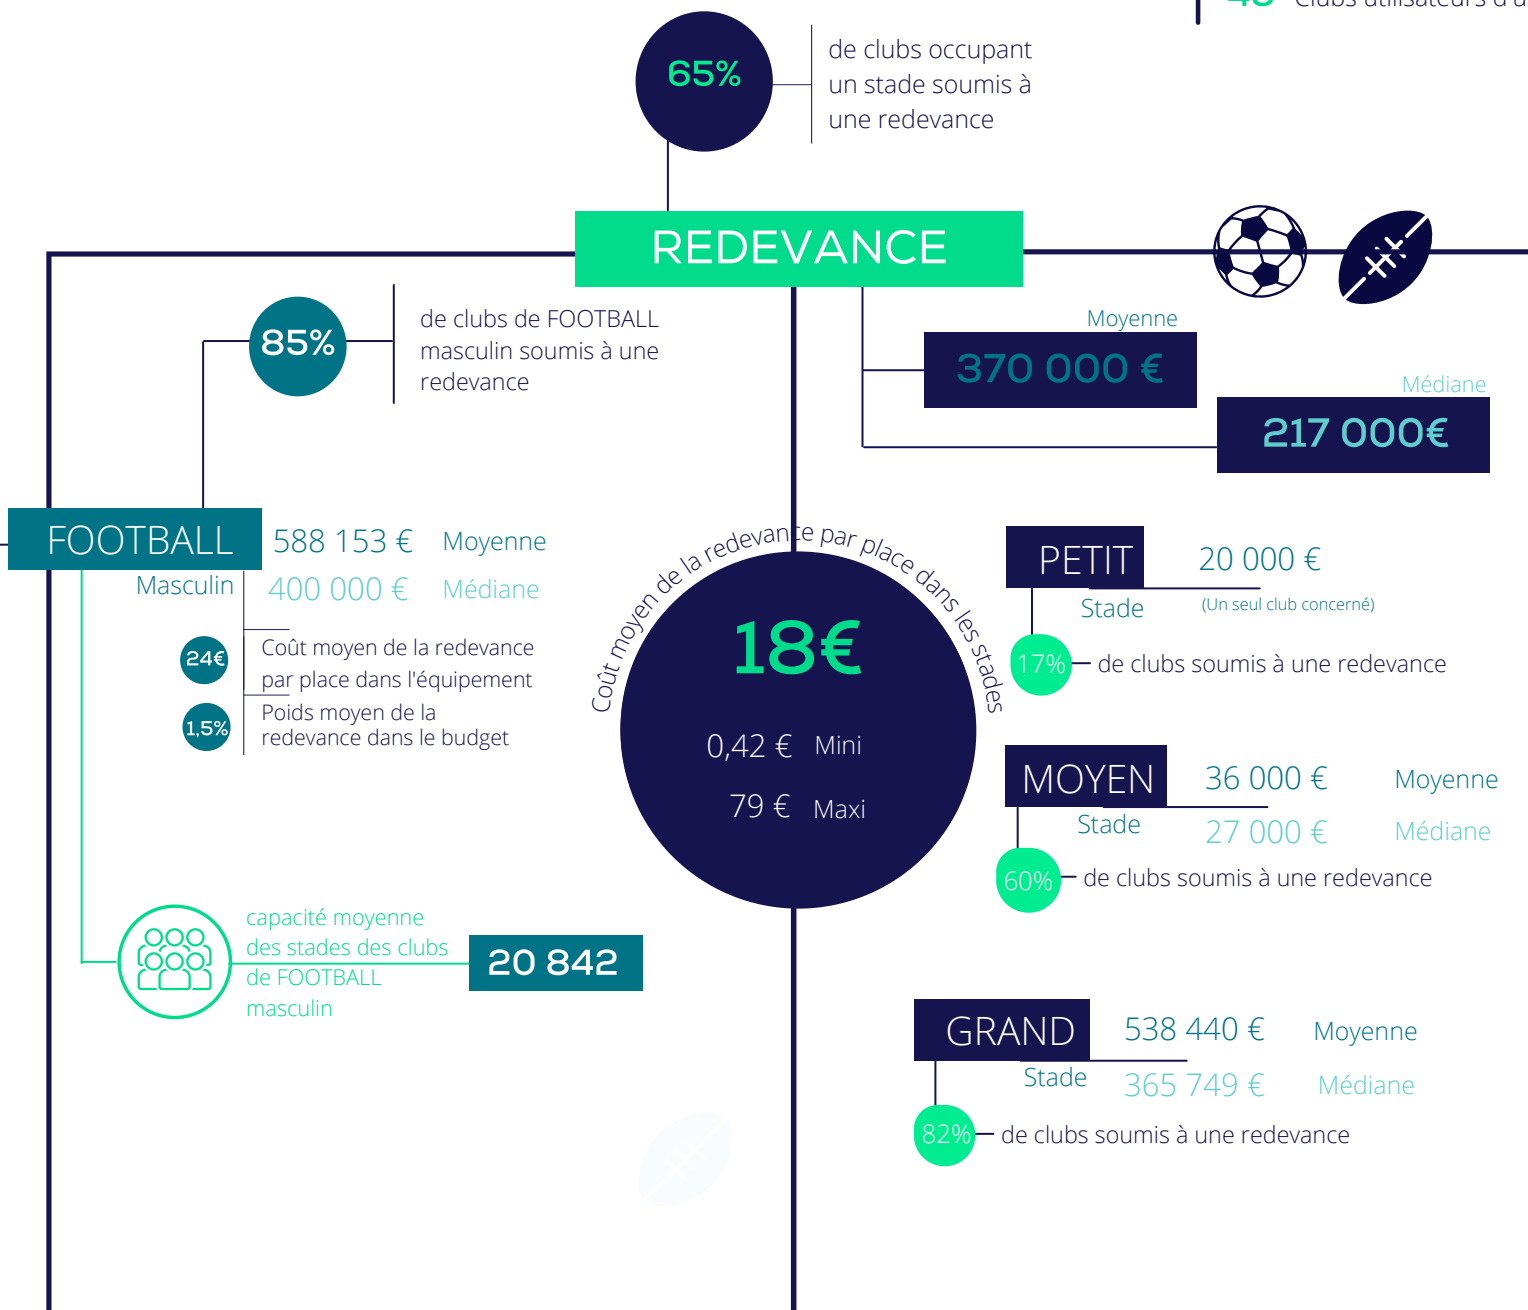 65%
de clubs occupant
un stade soumis à
une redevance
REDEVANCE
85%
de clubs de FOOTBALL
masculin soumis à une
redevance
Moyenne
370 000 €
Médiane
217 000€
FOOTBALL
Masculin
588 153 € Moyenne
400 000 € Médiane
24€
Coût moyen de la redevance
par place dans l'équipement
1,5%
Poids moyen de la
redevance dans le budget
capacité moyenne
des stades des clubs
de FOOTBALL
masculin
20 842
Coût moyen de la redevance par place dans les stades
18€
0,42 € Mini
79 € Maxi
PETIT
Stade
20 000 €
(Un seul club concerné)
17% de clubs soumis à une redevance
MOYEN
Stade
36 000 € Moyenne
27 000 € Médiane
60% de clubs soumis à une redevance
GRAND
Stade
538 440 € Moyenne
365 749 € Médiane
82% de clubs soumis à une redevance